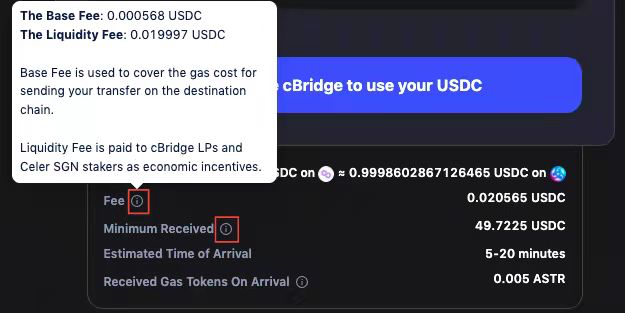 The Base Fee: 0.000568 USDC
The Liquidity Fee: 0.019997 USDC
Base Fee is used to cover the gas cost for
sending your transfer on the destination
chain.
Liquidity Fee is paid to cBridge LPs and
Celer SGN stakers as economic incentives.
cBridge to use your USDC
on ≈ 0.9998602867126465 USDC on
Fee 0.020565 USDC
Minimum Received 49.7225 USDC
Estimated Time of Arrival 5-20 minutes
Received Gas Tokens On Arrival 0.005 ASTR